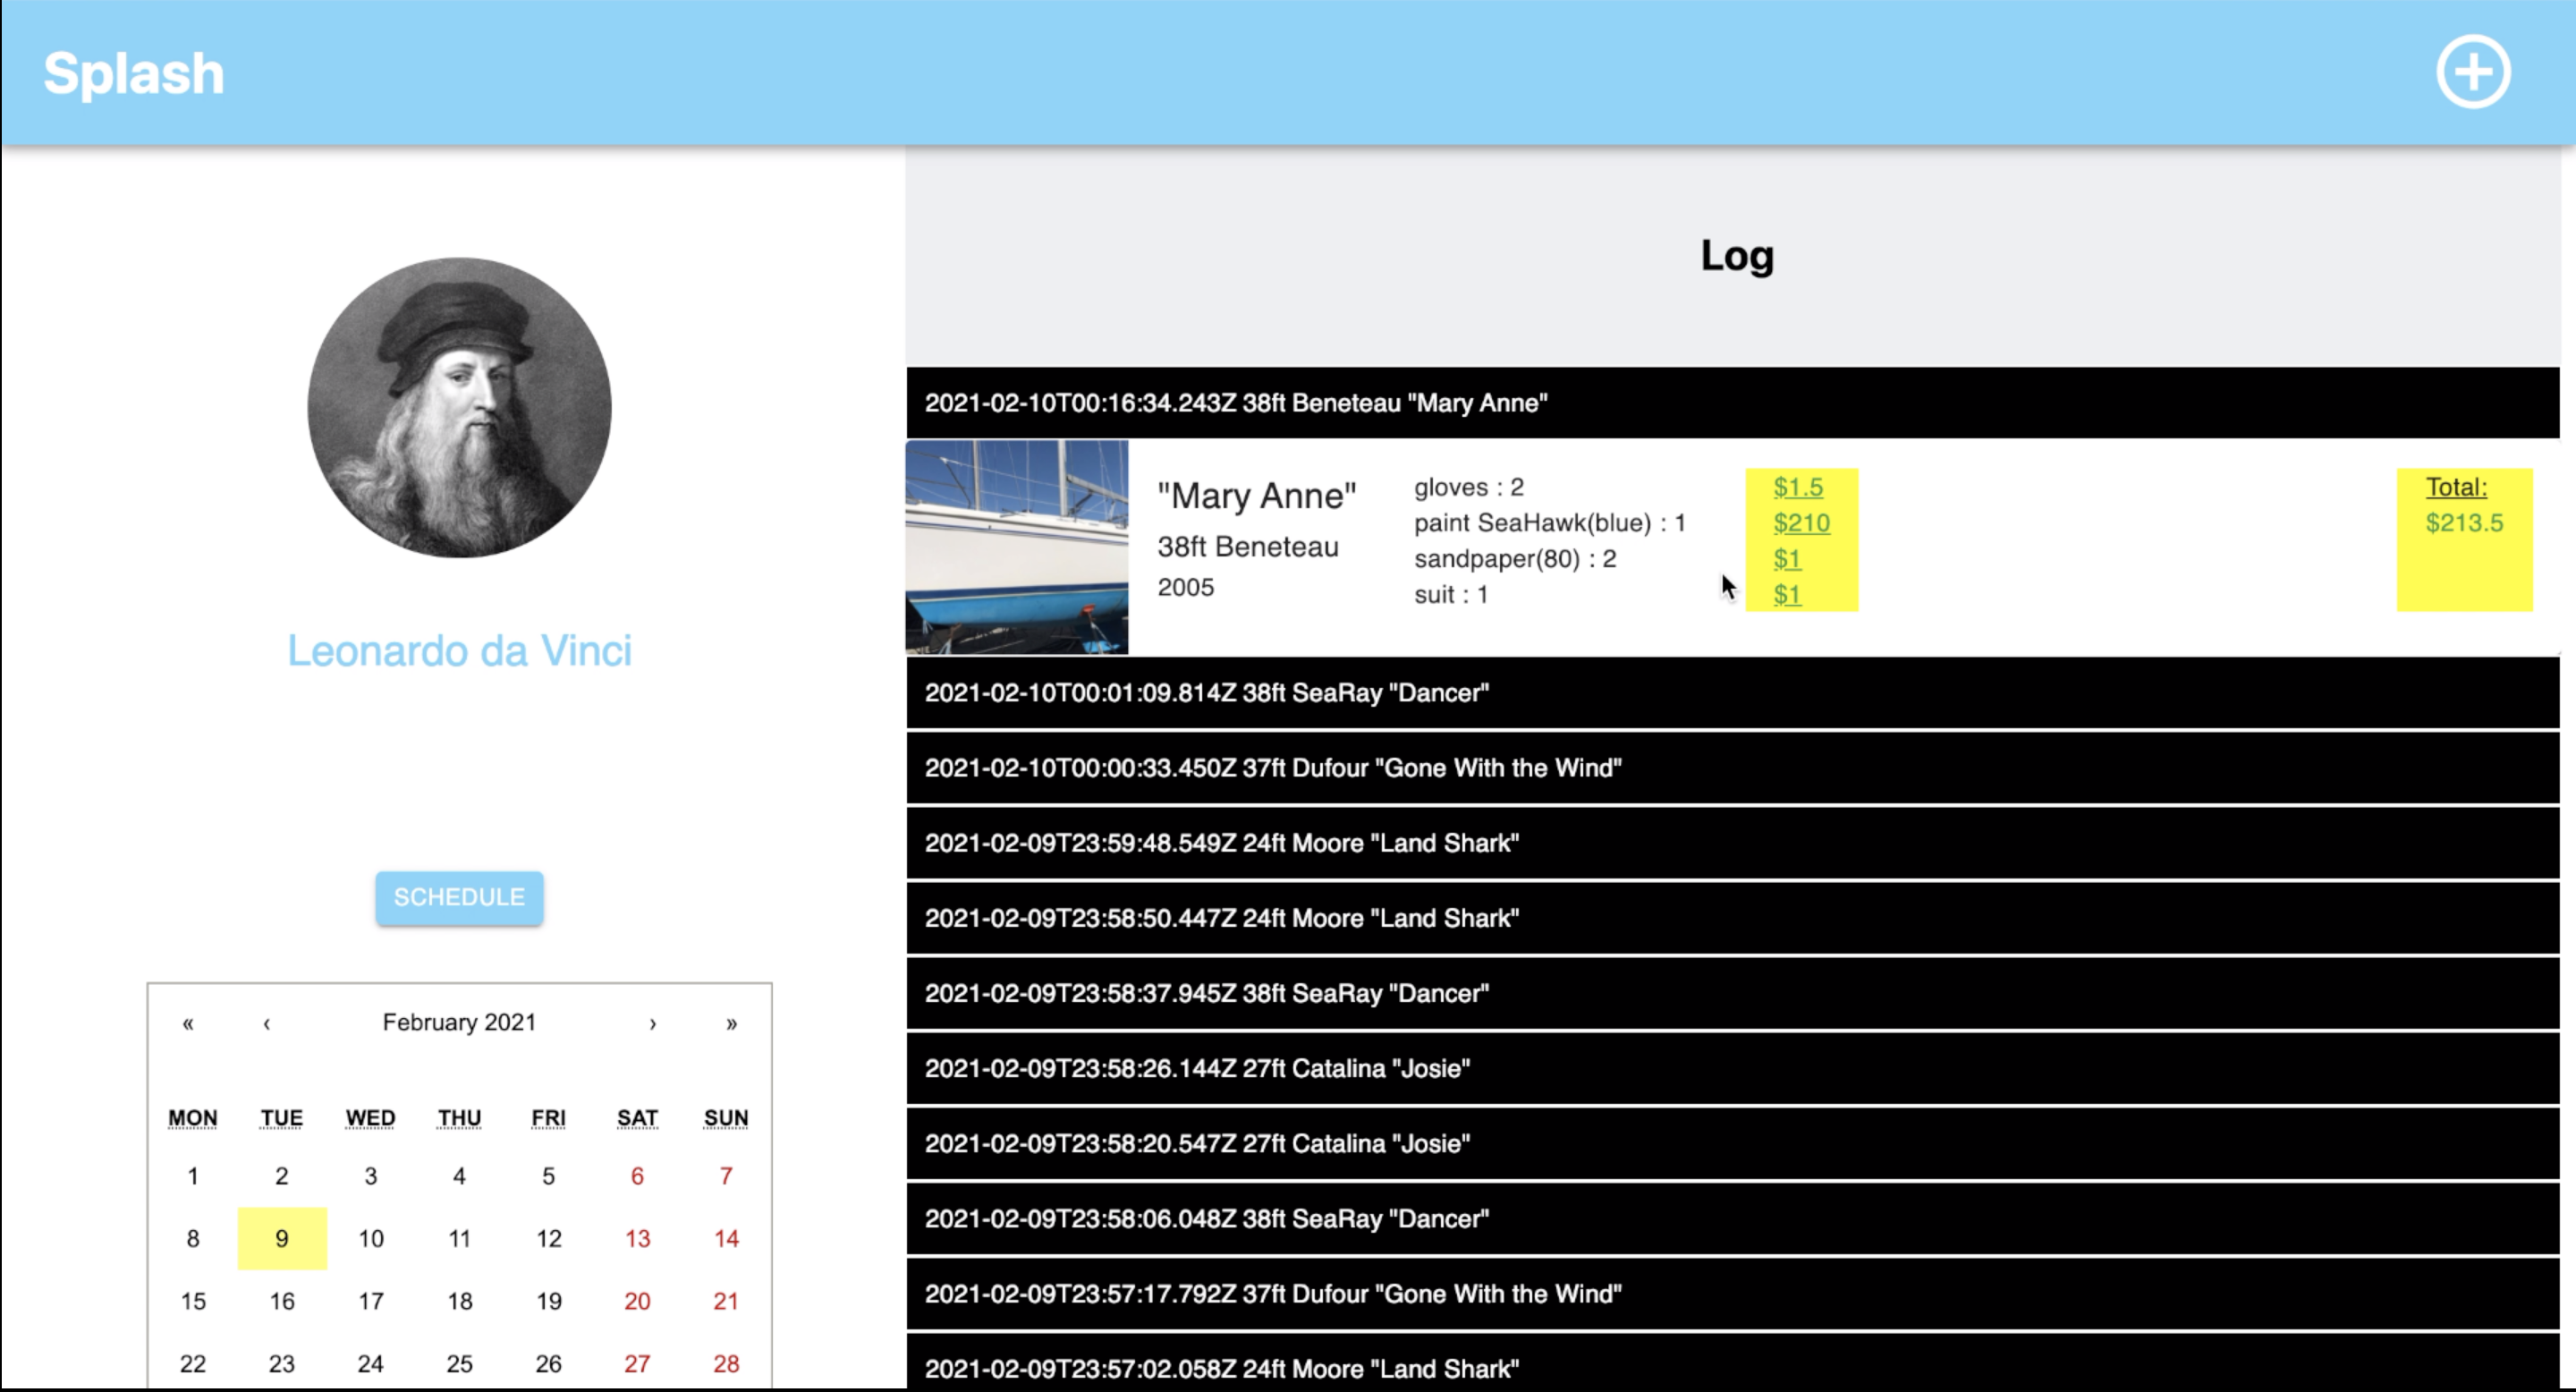 Splash
Leonardo da Vinci
SCHEDULE
« ‹ February 2021 › »
MON TUE WED THU FRI SAT SUN
1 2 3 4 5 6 7
8 9 10 11 12 13 14
15 16 17 18 19 20 21
22 23 24 25 26 27 28
Log
2021-02-10T00:16:34.243Z 38ft Beneteau "Mary Anne"
"Mary Anne"
38ft Beneteau
2005
gloves : 2
paint SeaHawk(blue) : 1
sandpaper(80) : 2
suit : 1
$1.5
$210
$1
$1
Total:
$213.5
2021-02-10T00:01:09.814Z 38ft SeaRay "Dancer"
2021-02-10T00:00:33.450Z 37ft Dufour "Gone With the Wind"
2021-02-09T23:59:48.549Z 24ft Moore "Land Shark"
2021-02-09T23:58:50.447Z 24ft Moore "Land Shark"
2021-02-09T23:58:37.945Z 38ft SeaRay "Dancer"
2021-02-09T23:58:26.144Z 27ft Catalina "Josie"
2021-02-09T23:58:20.547Z 27ft Catalina "Josie"
2021-02-09T23:58:06.048Z 38ft SeaRay "Dancer"
2021-02-09T23:57:17.792Z 37ft Dufour "Gone With the Wind"
2021-02-09T23:57:02.058Z 24ft Moore "Land Shark"